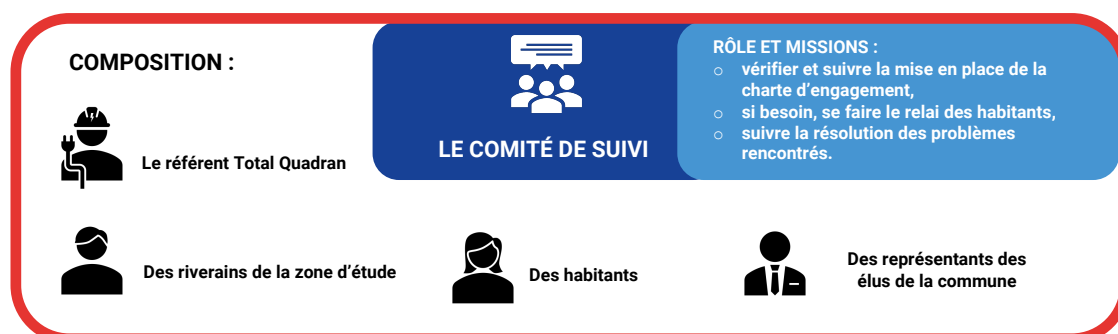 COMPOSITION :
Le référent Total Quadran
LE COMITÉ DE SUIVI
RÔLE ET MISSIONS :
o vérifier et suivre la mise en place de la
charte d'engagement,
o si besoin, se faire le relai des habitants,
o suivre la résolution des problèmes
rencontrés.
Des riverains de la zone d'étude
Des habitants
Des représentants des
élus de la commune